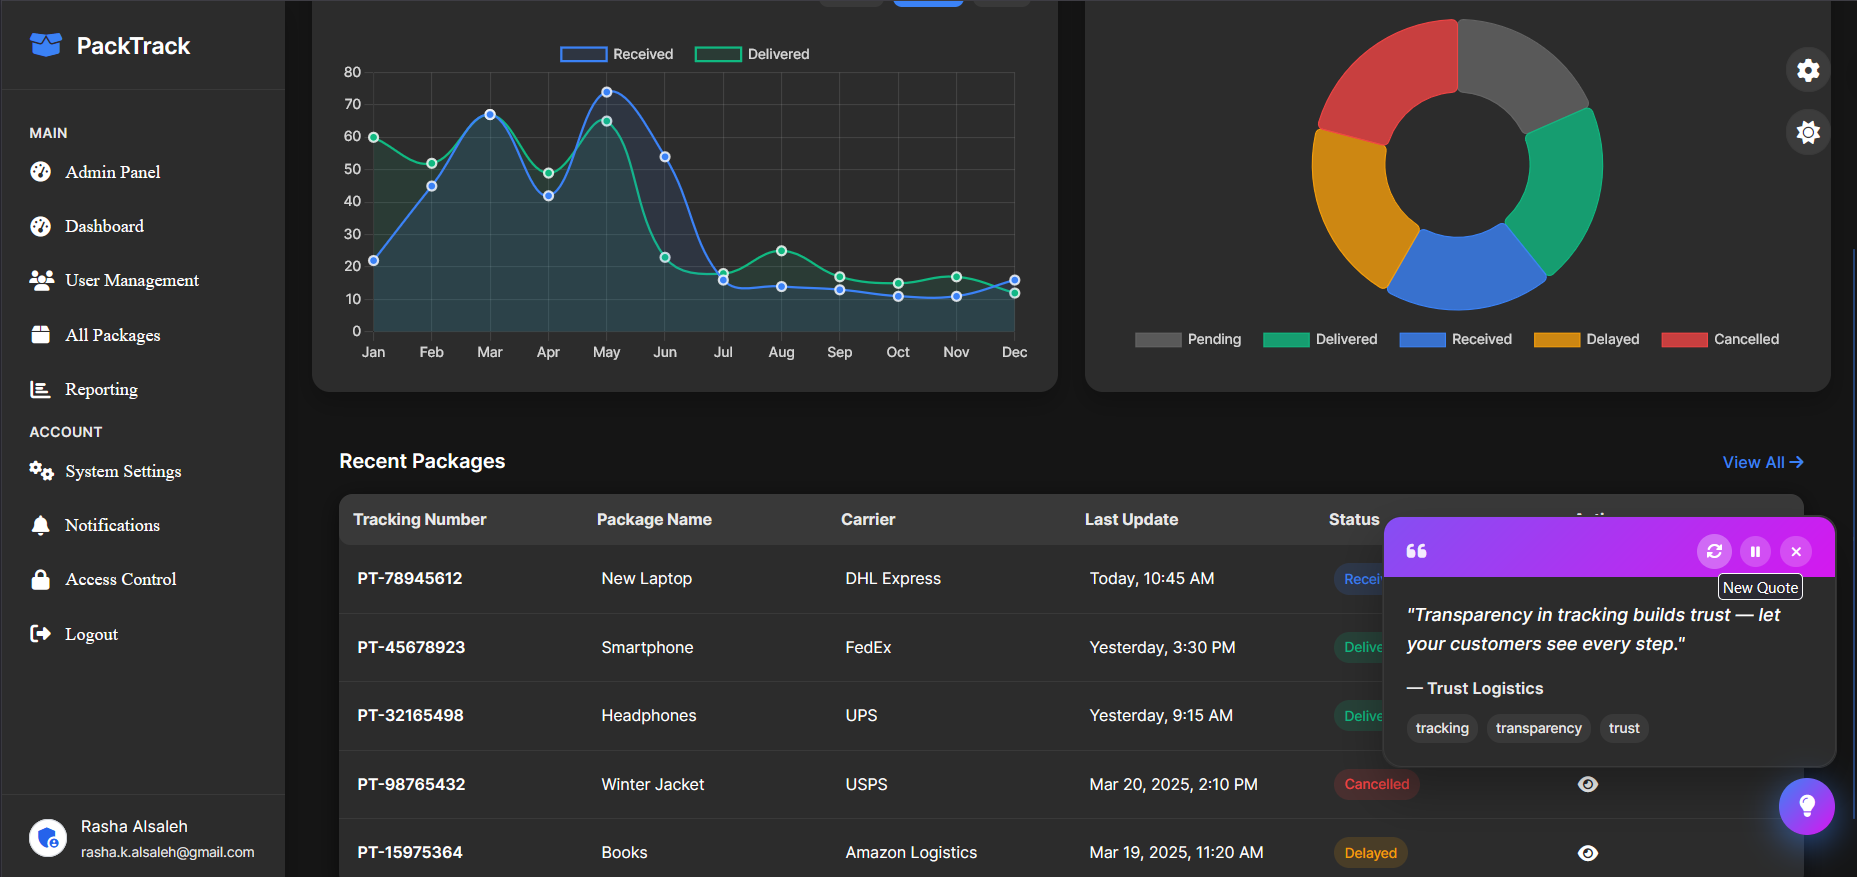 PackTrack
MAIN
Admin Panel
Dashboard
User Management
All Packages
Reporting
ACCOUNT
System Settings
Notifications
Access Control
Logout
Rasha Alsaleh
rasha.k.alsaleh@gmail.com
Received Delivered
80
70
60
50
40
30
20
10
0
Jan Feb Mar Apr May Jun Jul Aug Sep Oct Nov Dec
Pending Delivered Received Delayed Cancelled
Recent Packages
View All
Tracking Number Package Name Carrier Last Update Status
PT-78945612 New Laptop DHL Express Today, 10:45 AM Recei
PT-45678923 Smartphone FedEx Yesterday, 3:30 PM Delive
PT-32165498 Headphones UPS Yesterday, 9:15 AM Delive
PT-98765432 Winter Jacket USPS Mar 20, 2025, 2:10 PM Cancelled
PT-15975364 Books Amazon Logistics Mar 19, 2025, 11:20 AM Delayed
New Quote
"Transparency in tracking builds trust — let
your customers see every step."
— Trust Logistics
tracking transparency trust